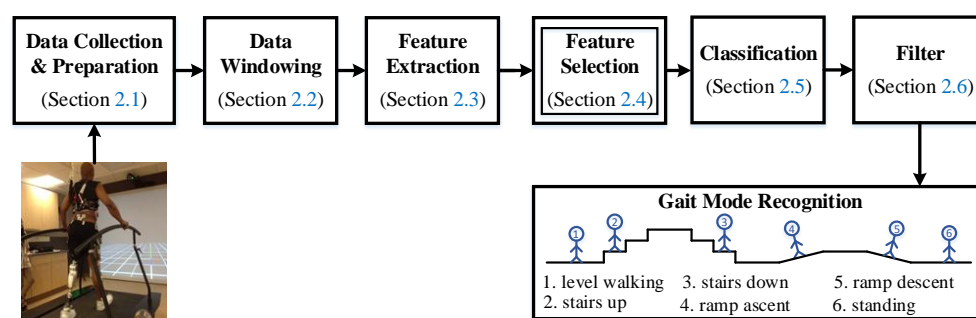 Data Collection
& Preparation
(Section 2.1)
Data
Windowing
(Section 2.2)
Feature
Extraction
(Section 2.3)
Feature
Selection
(Section 2.4)
Classification
(Section 2.5)
Filter
(Section 2.6)
Gait Mode Recognition
1
2
3
4
5
6
1. level walking
2. stairs up
3. stairs down
4. ramp ascent
5. ramp descent
6. standing